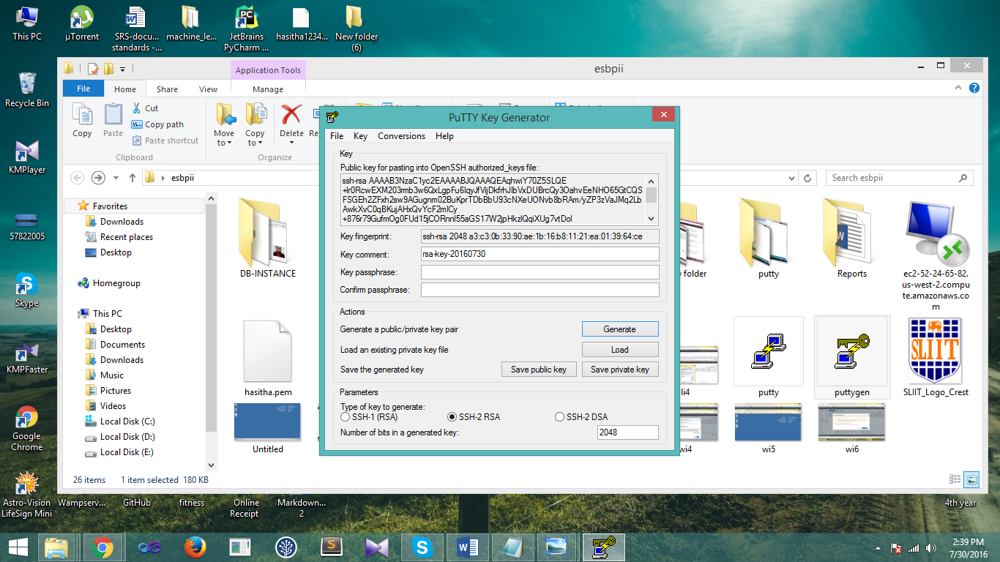 This PC
µTorrent
SRS-docu...
standards -...
machine_le...
JetBrains
PyCharm ...
hasitha1234...
New folder
(6)
Recycle Bin
KMPlayer
57822005
Skype
KMPFaster
Google
Chrome
Astro-Vision
LifeSign Mini
Wampserv...
GitHub
fitness
Online
Receipt
Markdown...
2
4th year
Application Tools
esbpii
File
Home
Share
View
Manage
Copy
Paste
Cut
Copy path
Paste shortcut
Clipboard
Move
to
Copy
to
Delete
Re
Organize
esbpii
Search esbpii
Favorites
Downloads
Recent places
Desktop
Homegroup
This PC
Desktop
Documents
Downloads
Music
Pictures
Videos
Local Disk (C:)
Local Disk (D:)
Local Disk (E:)
DB-INSTANCE
hasitha.pem
Untitled
w folder
putty
Reports
ec2-52-24-65-82.
us-west-2.compu
te.amazonaws.co
m
li4
putty
puttygen
SLIIT
SLIIT_Logo_Crest
wi4
wi5
wi6
26 items
1 item selected 180 KB
PuTTY Key Generator
File Key Conversions Help
Key
Public key for pasting into OpenSSH authorized_keys file:
ssh-rsa
Key fingerprint:
ssh-rsa 2048 a3:c3:0b:33:90:ae:1b:16:b8:11:21:ea:01:39:64:ce
Key comment:
rsa-key-20160730
Key passphrase:
Confirm passphrase:
Actions
Generate a public/private key pair
Generate
Load an existing private key file
Load
Save the generated key
Save public key
Save private key
Parameters
Type of key to generate:
SSH-1 (RSA)
SSH-2 RSA
SSH-2 DSA
Number of bits in a generated key:
2048
2:39 PM
7/30/2016